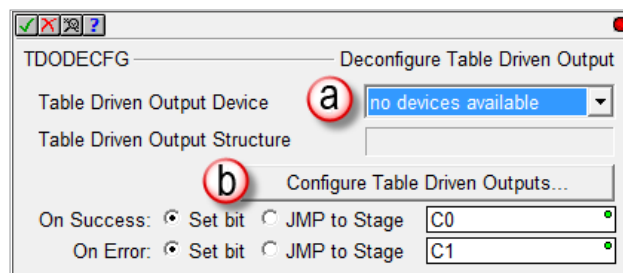 ?
TDODECFG Deconfigure Table Driven Output
Table Driven Output Device a no devices available
Table Driven Output Structure
b Configure Table Driven Outputs...
On Success: Set bit JMP to Stage C0
On Error: Set bit JMP to Stage C1